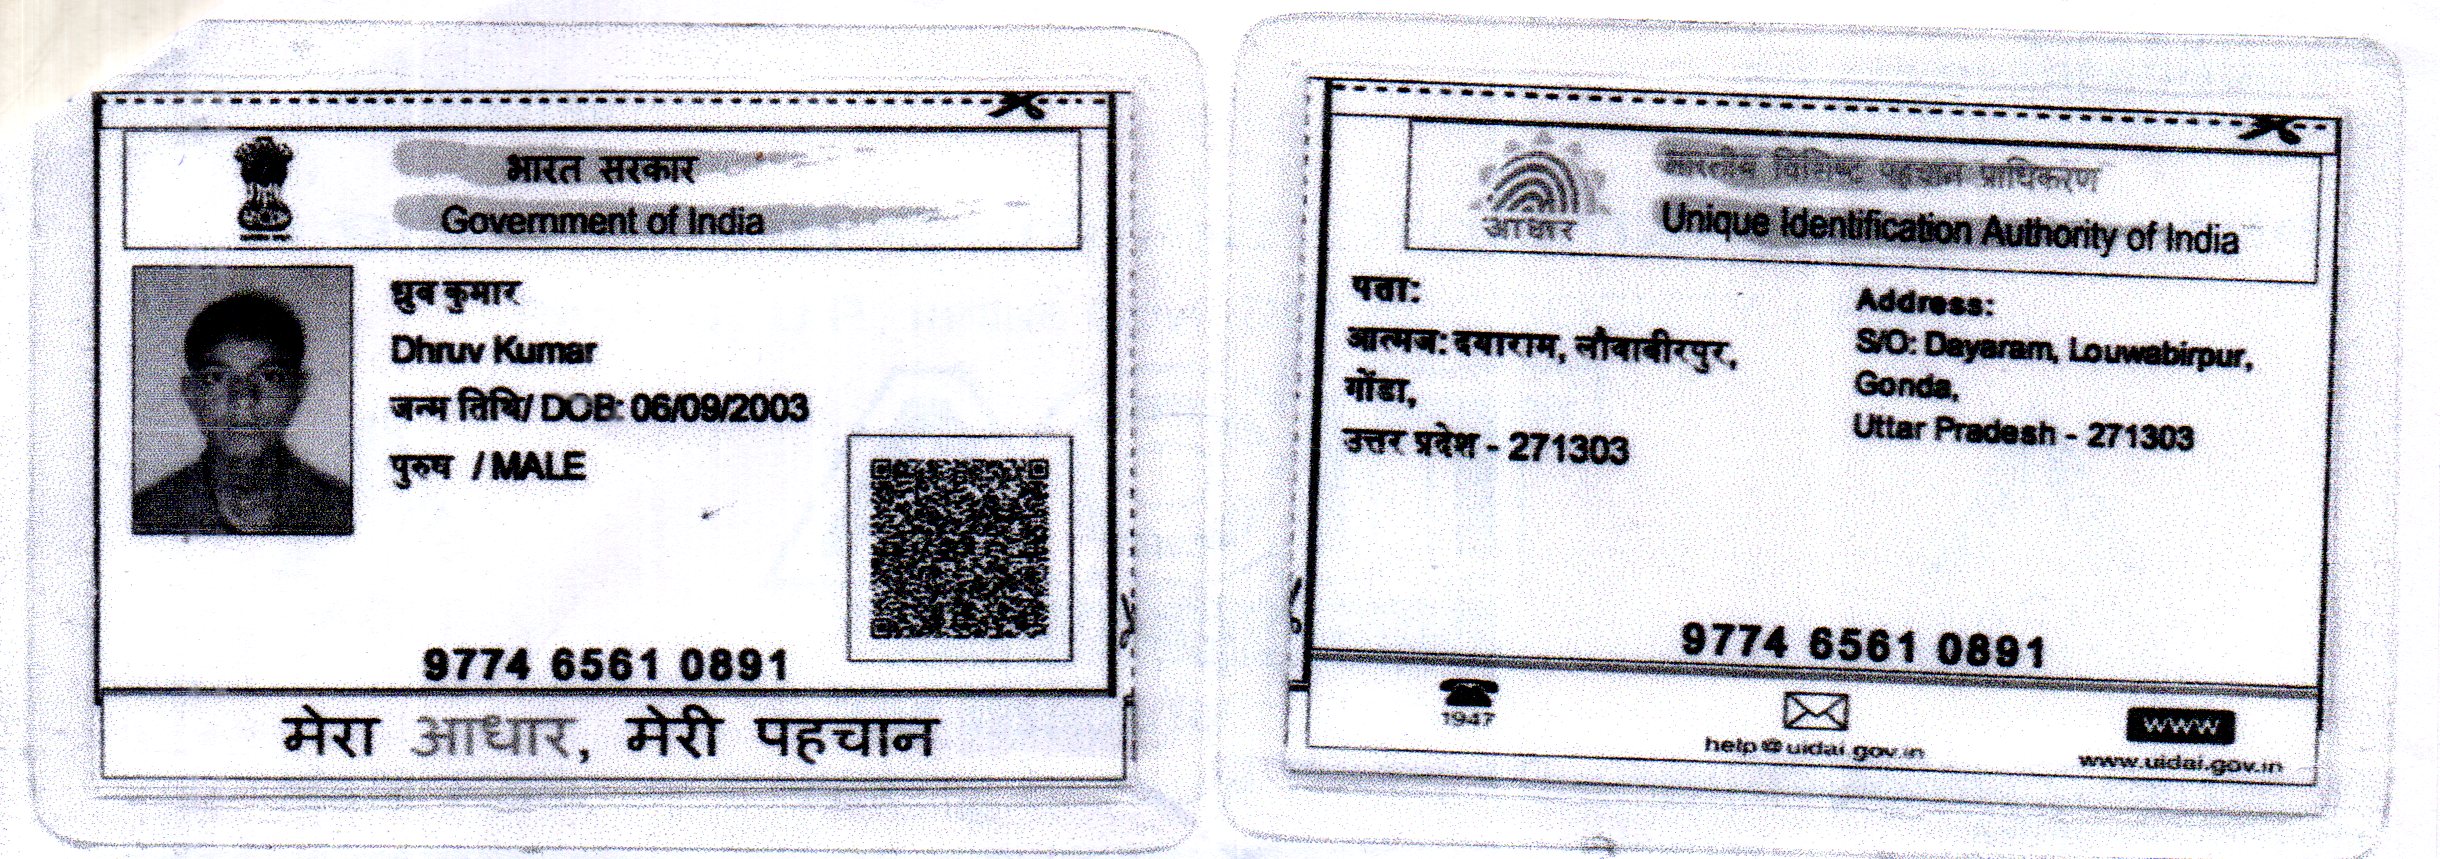 भारत सरकार
Government of India
ध्रुव कुमार
Dhruv Kumar
जन्म तिथि/ DOB: 06/09/2003
पुरुष / MALE
9774 6561 0891
मेरा आधार, मेरी पहचान
भारतीय विशिष्ट पहचान प्राधिकरण
Unique Identification Authority of India
आधार
पता:
आत्मज: दयाराम, लौवाबीरपुर,
गोंडा,
उत्तर प्रदेश - 271303
Address:
S/O: Dayaram, Louwabirpur,
Gonda,
Uttar Pradesh - 271303
9774 6561 0891
1947
help@uidai.gov.in
www
www.uidai.gov.in